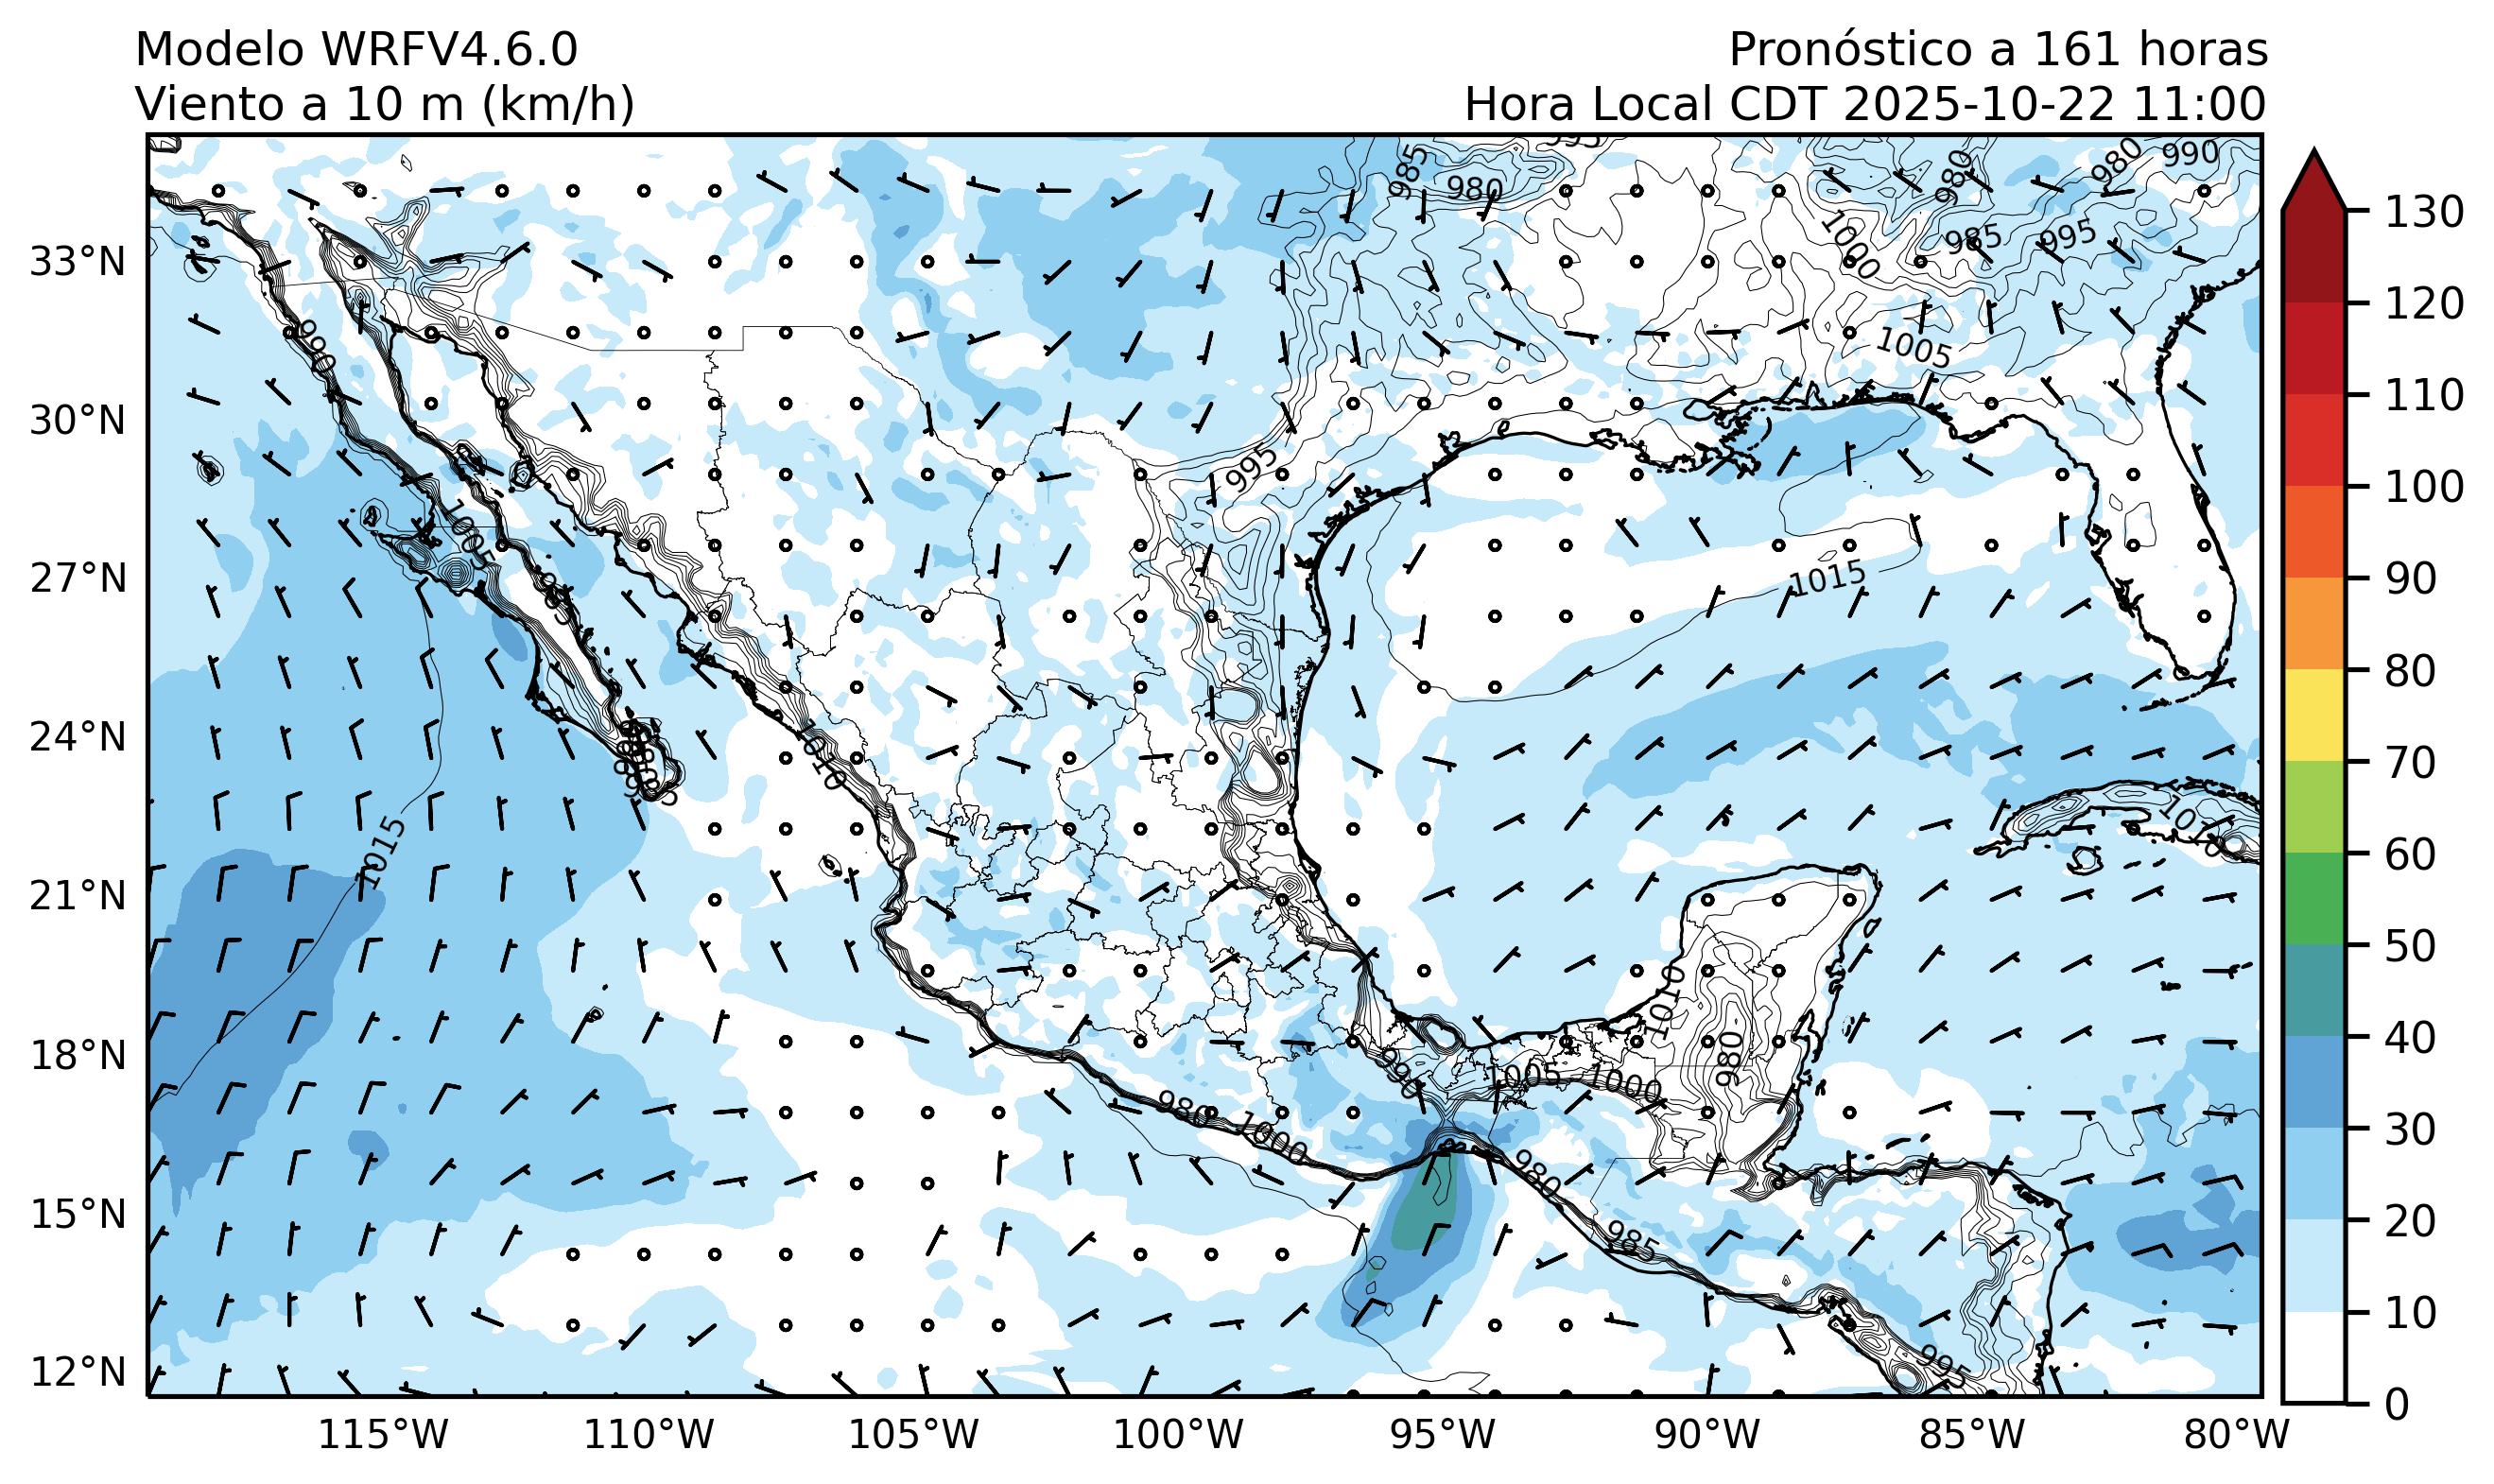 Modelo WRFV4.6.0
Viento a 10 m (km/h)
Pronóstico a 161 horas
Hora Local CDT 2025-10-22 11:00
33°N
30°N
27°N
24°N
21°N
18°N
15°N
12°N
115°W
110°W
105°W
100°W
95°W
90°W
85°W
80°W
130
120
110
100
90
80
70
60
50
40
30
20
10
0
995
985
980
980
980
990
1000
985
995
990
1005
995
1005
1015
1010
1015
1010
980
990
1005
1000
980
1000
980
985
995